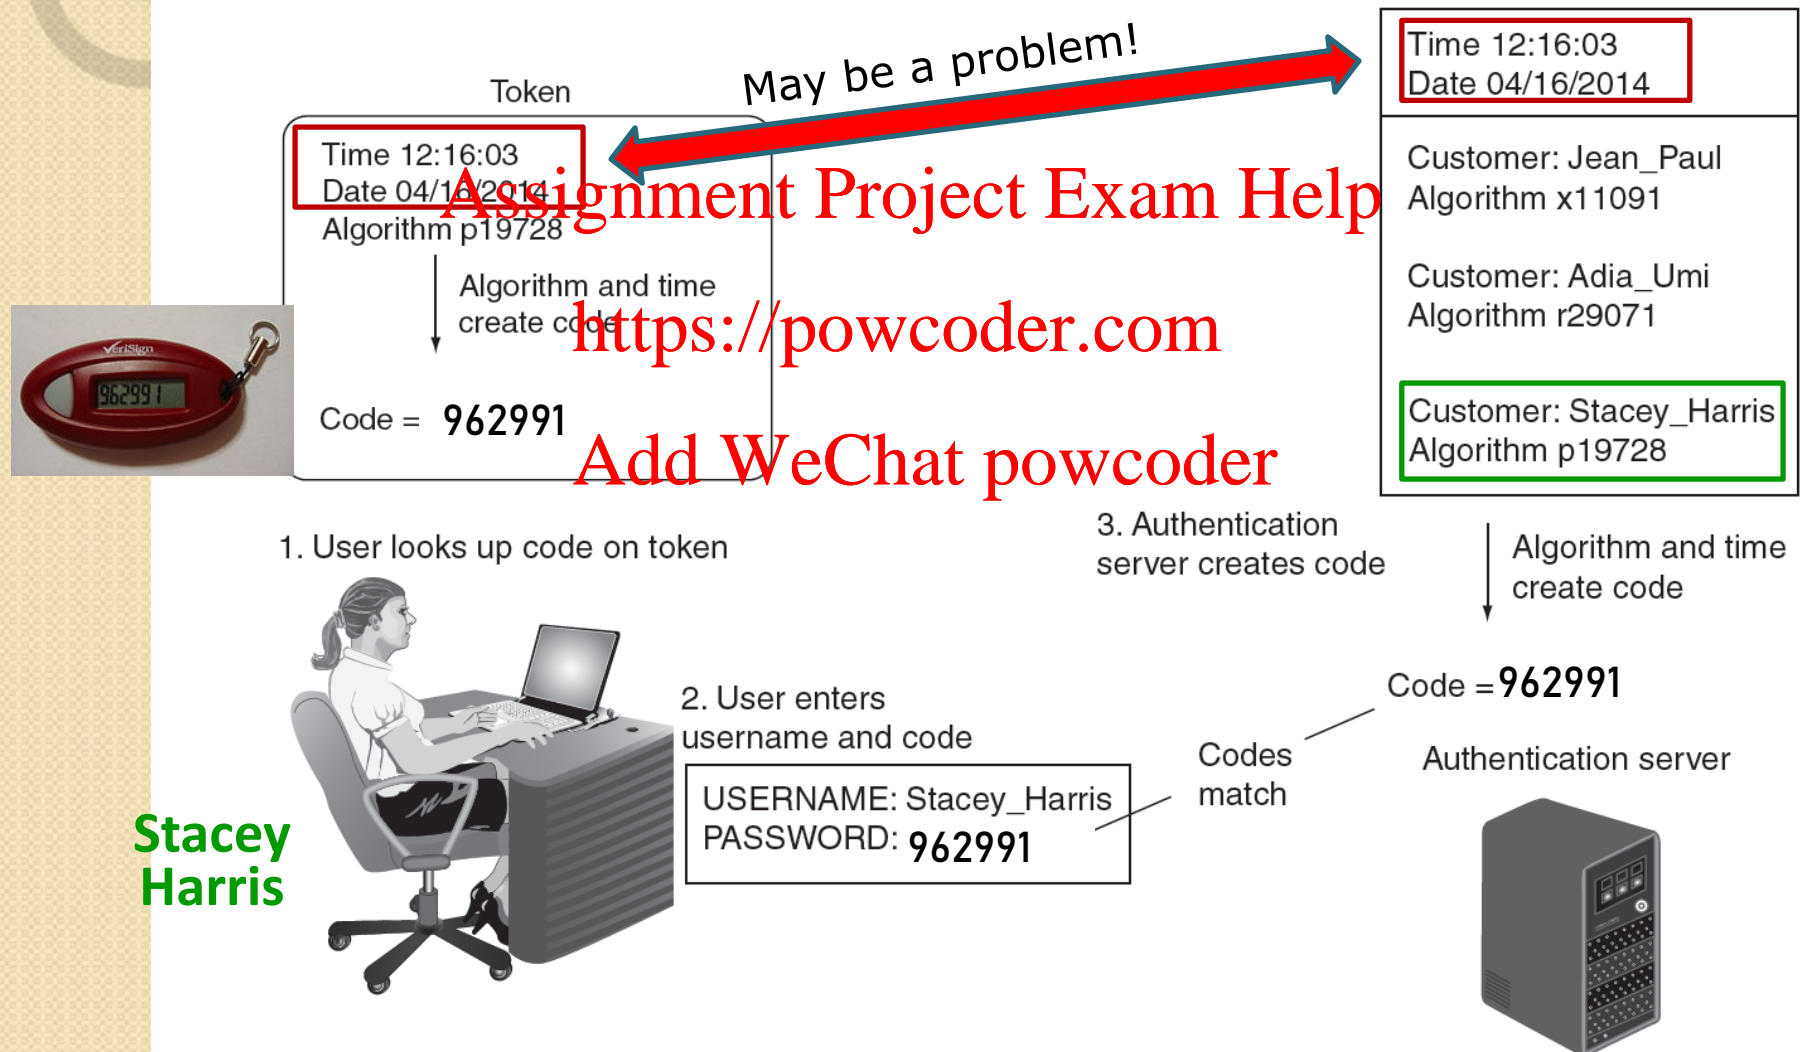 May be a problem!
Time 12:16:03
Date 04/16/2014
Token
Time 12:16:03
Date 04/16/2014
Algorithm p19728
Assignment Project Exam Help
Customer: Jean_Paul
Algorithm x11091
Algorithm and time
create code
https://powcoder.com
Customer: Adia_Umi
Algorithm r29071
VeriSign
962991
Code = 962991
Add WeChat powcoder
Customer: Stacey_Harris
Algorithm p19728
1. User looks up code on token
3. Authentication
server creates code
Algorithm and time
create code
2. User enters
username and code
Code = 962991
Codes
match
Authentication server
USERNAME: Stacey_Harris
PASSWORD: 962991
Stacey
Harris